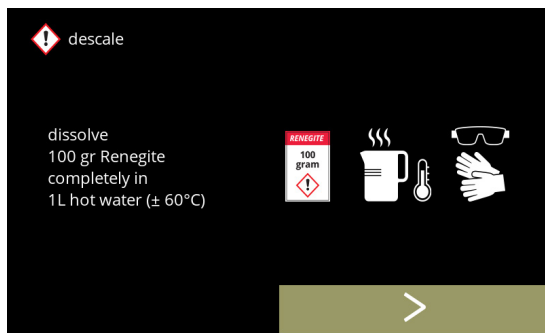 descale
dissolve
100 gr Renegite
completely in
1L hot water (± 60°C)
RENEGITE
100
gram